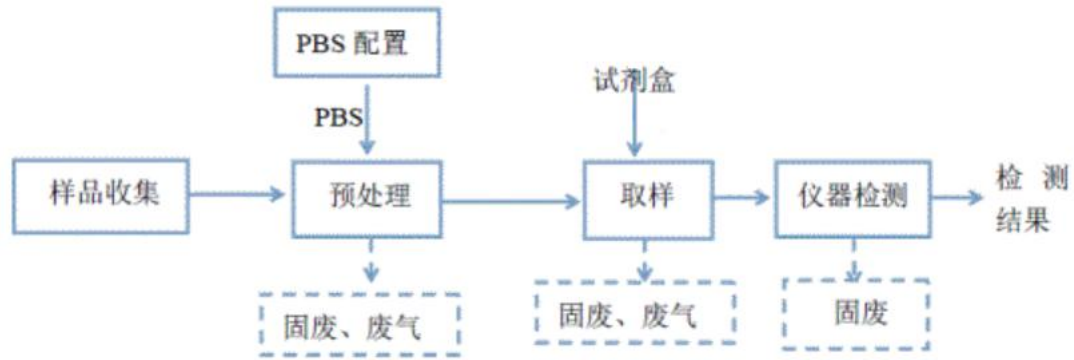 PBS 配置
试剂盒
PBS
样品收集
预处理
取样
仪器检测
检 测
结果
固废、废气
固废、废气
固废